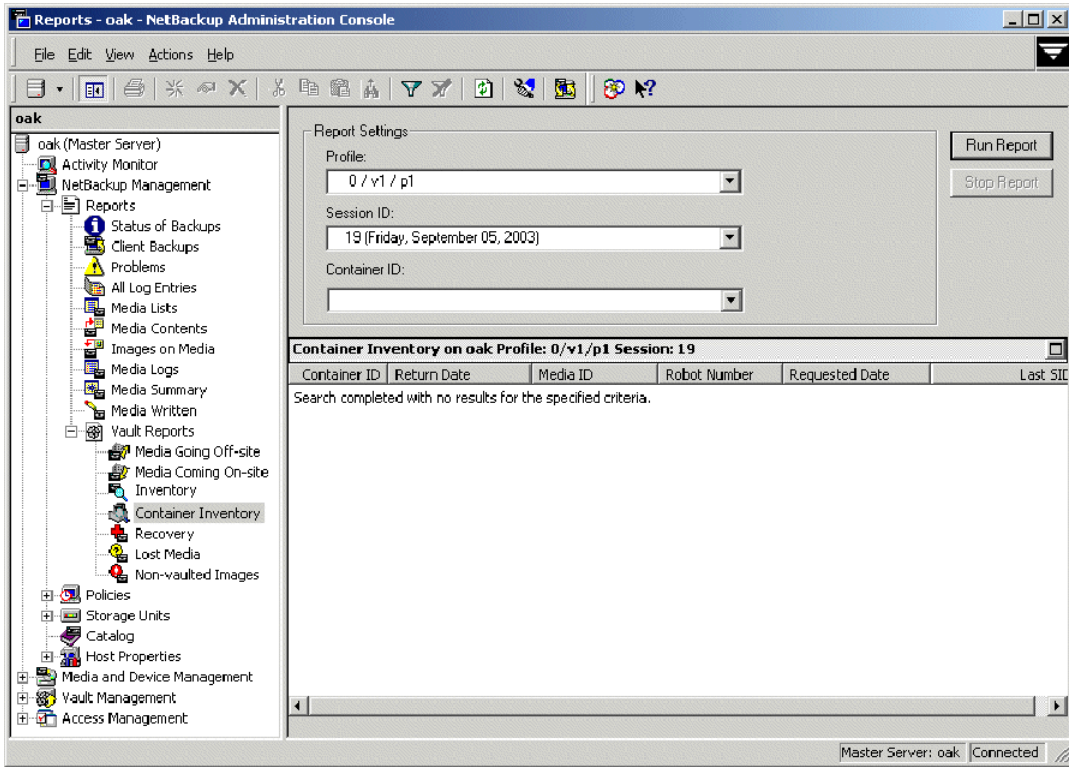 Reports - oak - NetBackup Administration Console
File Edit View Actions Help
oak
oak (Master Server)
Activity Monitor
NetBackup Management
Reports
Status of Backups
Client Backups
Problems
All Log Entries
Media Lists
Media Contents
Images on Media
Media Logs
Media Summary
Media Written
Vault Reports
Media Going Off-site
Media Coming On-site
Inventory
Container Inventory
Recovery
Lost Media
Non-vaulted Images
Policies
Storage Units
Catalog
Host Properties
Media and Device Management
Vault Management
Access Management
Report Settings
Profile:
0 / v1 / p1
Session ID:
19 (Friday, September 05, 2003)
Container ID:
Run Report
Stop Report
Container Inventory on oak Profile: 0/v1/p1 Session: 19
Container ID Return Date Media ID Robot Number Requested Date Last SID
Search completed with no results for the specified criteria.
Master Server: oak Connected